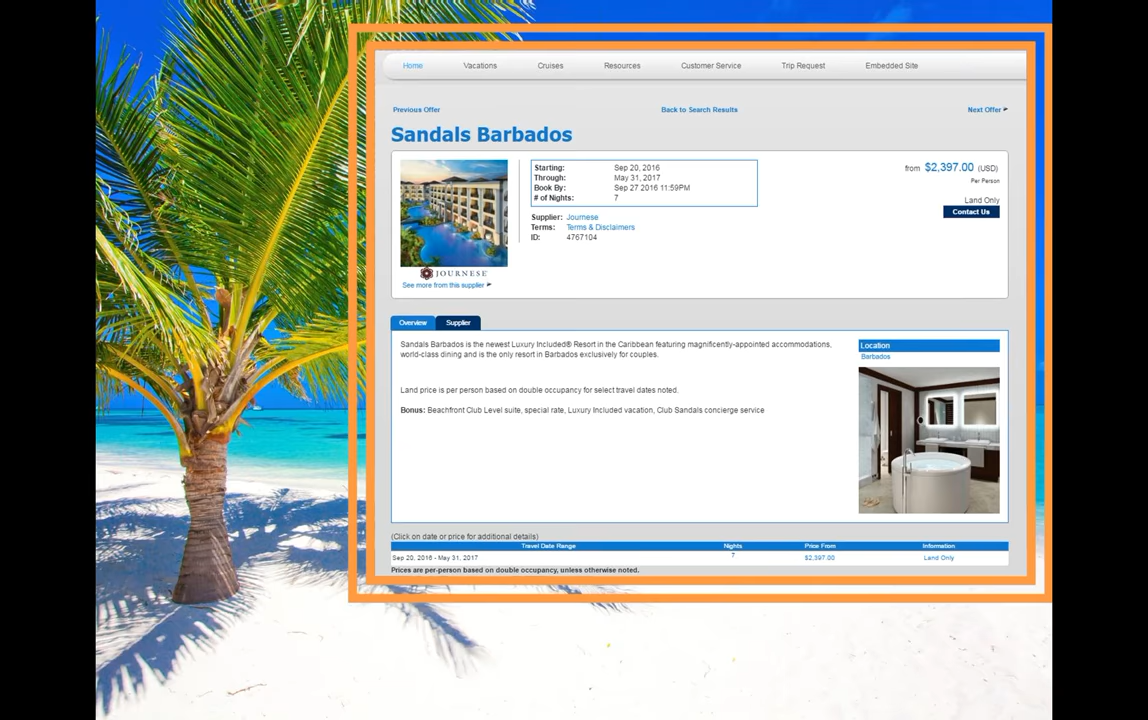 Home Vacations Cruises Resources Customer Service Trip Request Embedded Site
Previous Offer Back to Search Results Next Offer
Sandals Barbados
Starting: Sep 20, 2016
Through: May 31, 2017
Book By: Sep 27 2016 11:59PM
# of Nights: 7
from $2,397.00 (USD)
Per Person
Land Only
Contact Us
Supplier: Journese
Terms: Terms & Disclaimers
ID: 4767104
JOURNESE
See more from this supplier
Overview Supplier
Sandals Barbados is the newest Luxury Included® Resort in the Caribbean featuring magnificently-appointed accommodations,
world-class dining and is the only resort in Barbados exclusively for couples.
Land price is per person based on double occupancy for select travel dates noted.
Bonus: Beachfront Club Level suite, special rate, Luxury Included vacation, Club Sandals concierge service
Location
Barbados
(Click on date or price for additional details)
Travel Date Range Nights Price From Information
Sep 20, 2016 - May 31, 2017 7 $2,397.00 Land Only
Prices are per-person based on double occupancy, unless otherwise noted.